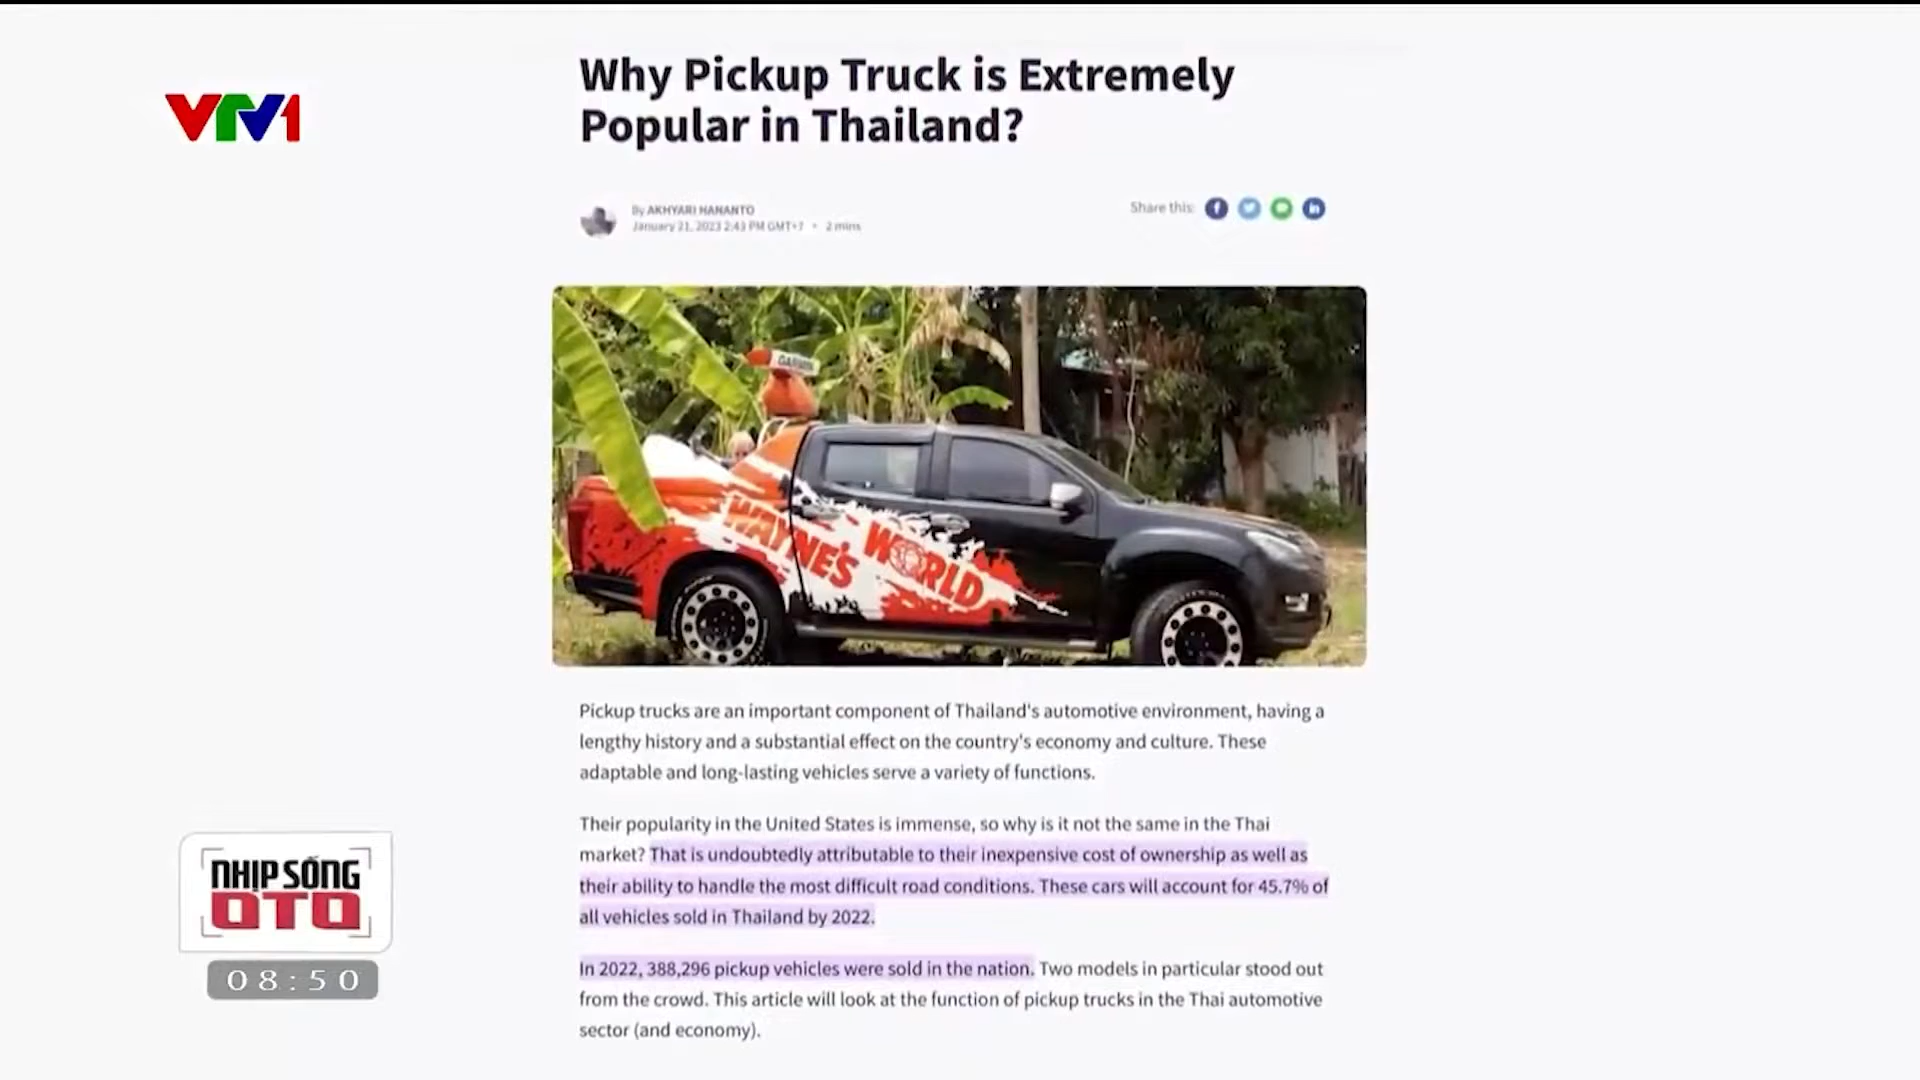 Why Pickup Truck is Extremely
Popular in Thailand?
VTV1
By AKHYARI HANANTO
January 21, 2023 2:43 PM GMT+7 • 2 mins
Share this:
GARMIN
WAYNE'S WORLD
Pickup trucks are an important component of Thailand's automotive environment, having a
lengthy history and a substantial effect on the country's economy and culture. These
adaptable and long-lasting vehicles serve a variety of functions.
Their popularity in the United States is immense, so why is it not the same in the Thai
market? That is undoubtedly attributable to their inexpensive cost of ownership as well as
their ability to handle the most difficult road conditions. These cars will account for 45.7% of
all vehicles sold in Thailand by 2022.
In 2022, 388,296 pickup vehicles were sold in the nation. Two models in particular stood out
from the crowd. This article will look at the function of pickup trucks in the Thai automotive
sector (and economy).
NHỊP SỐNG
OTO
08:50